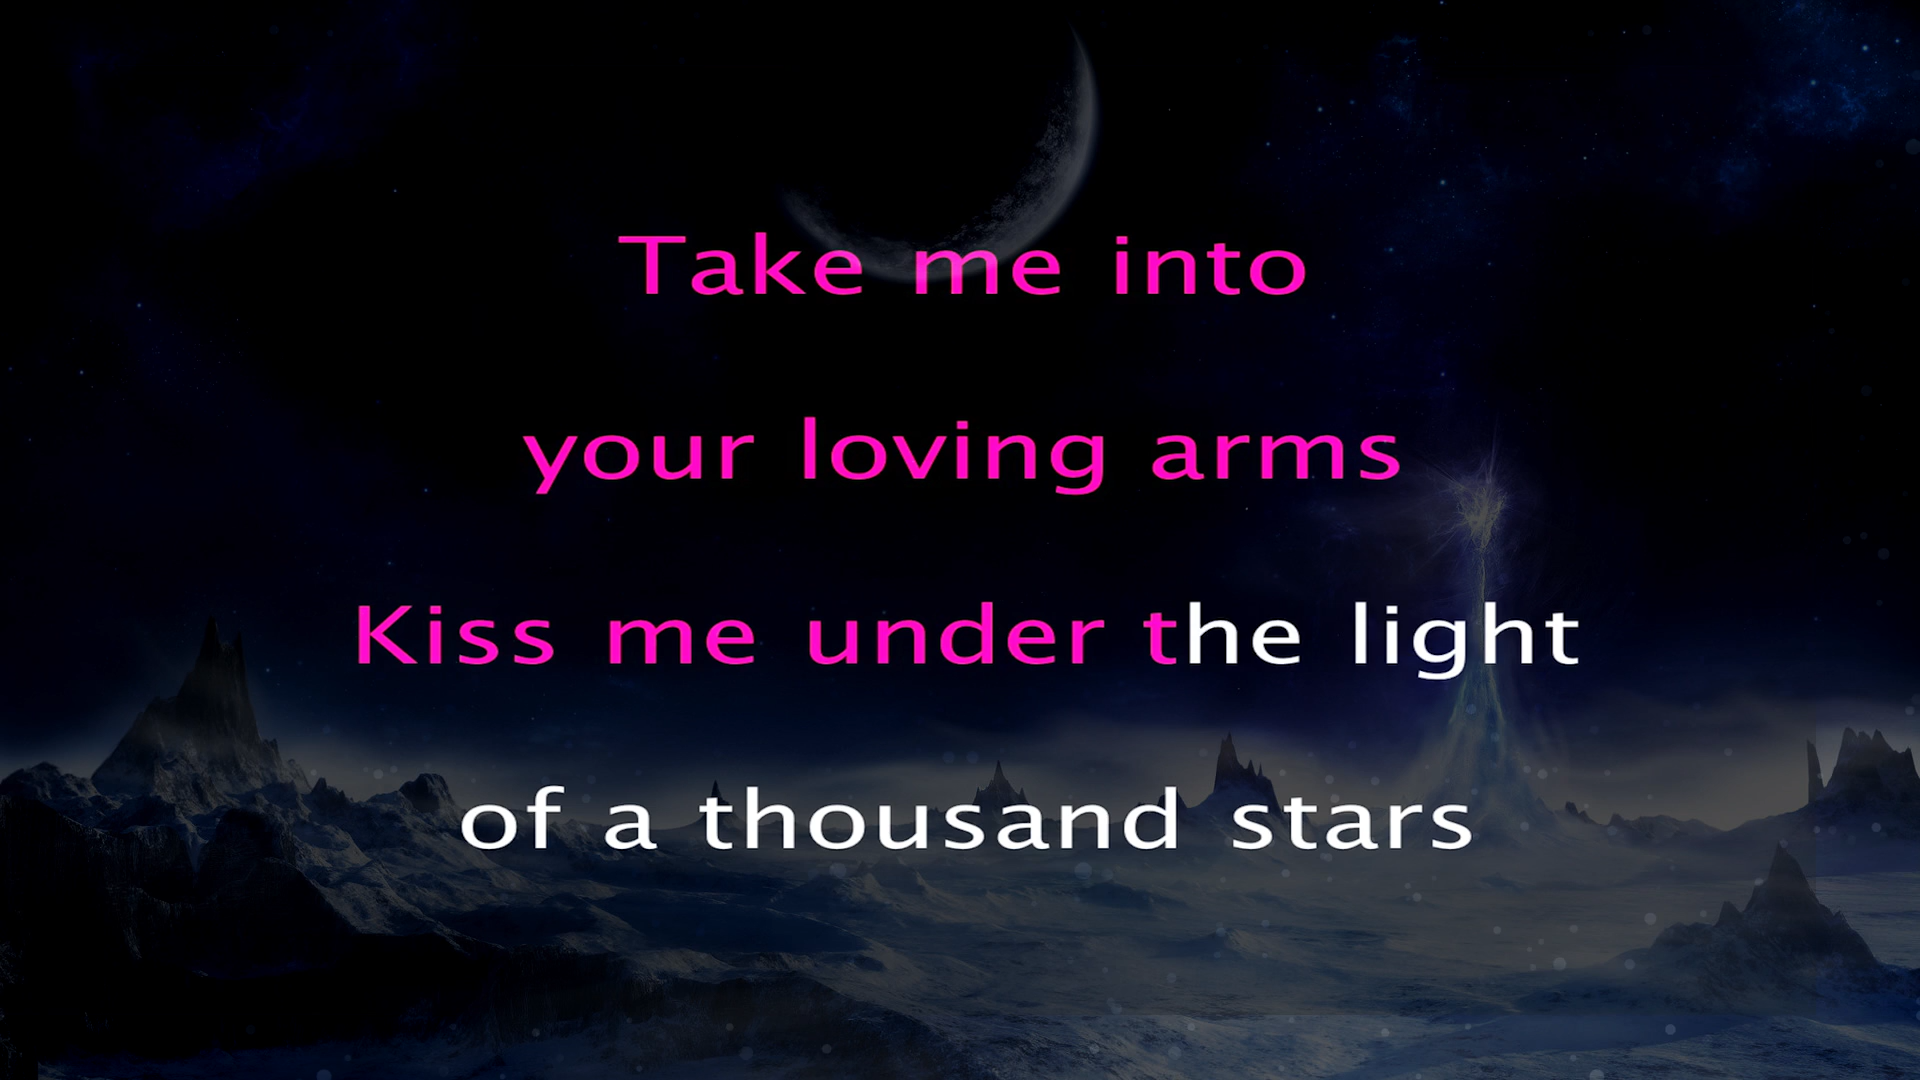 Take me into
your loving arms
Kiss me under the light
of a thousand stars